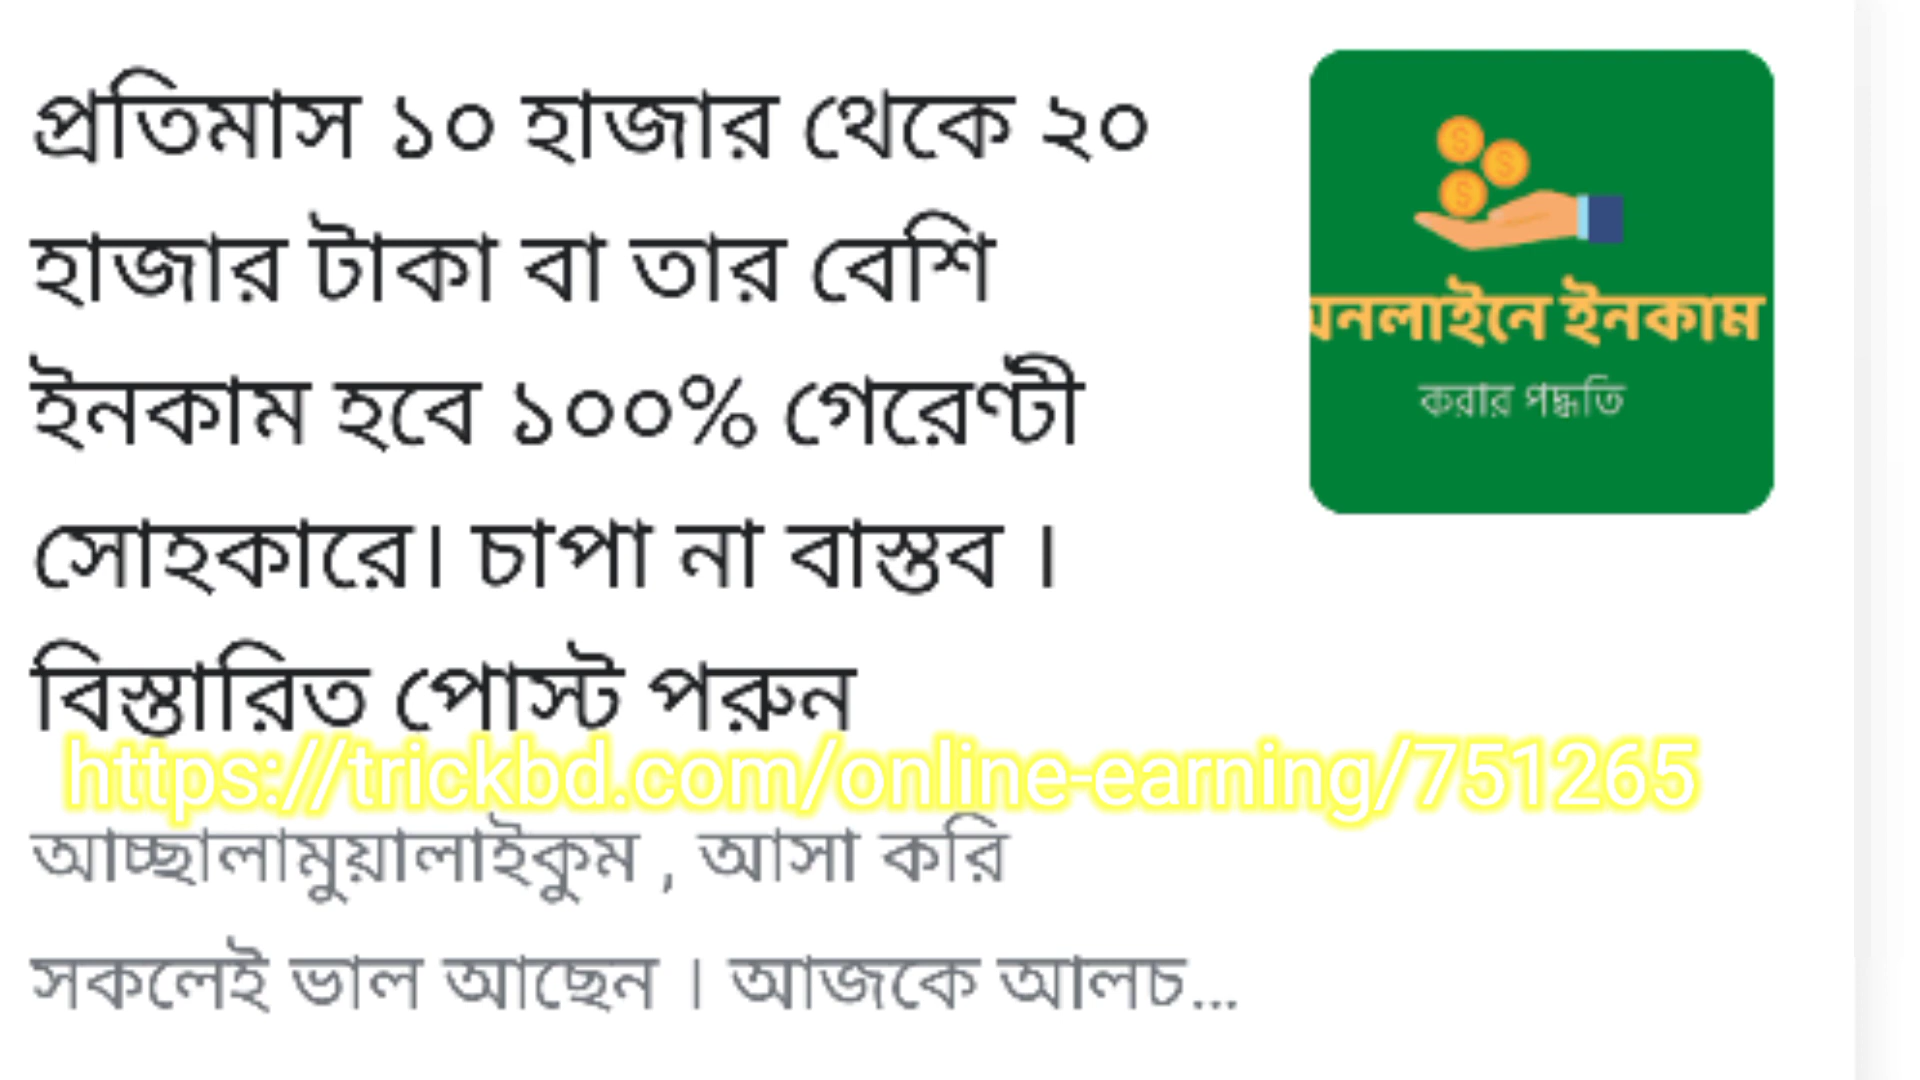 প্রতিমাস ১০ হাজার থেকে ২০
হাজার টাকা বা তার বেশি
ইনকাম হবে ১০০% গেরেণ্টী
সোহকারে। চাপা না বাস্তব ।
বিস্তারিত পোস্ট পরুন
https://trickbd.com/online-earning/751265
আচ্ছালামুয়ালাইকুম , আসা করি
সকলেই ভাল আছেন । আজকে আলচ...
অনলাইনে ইনকাম
করার পদ্ধতি